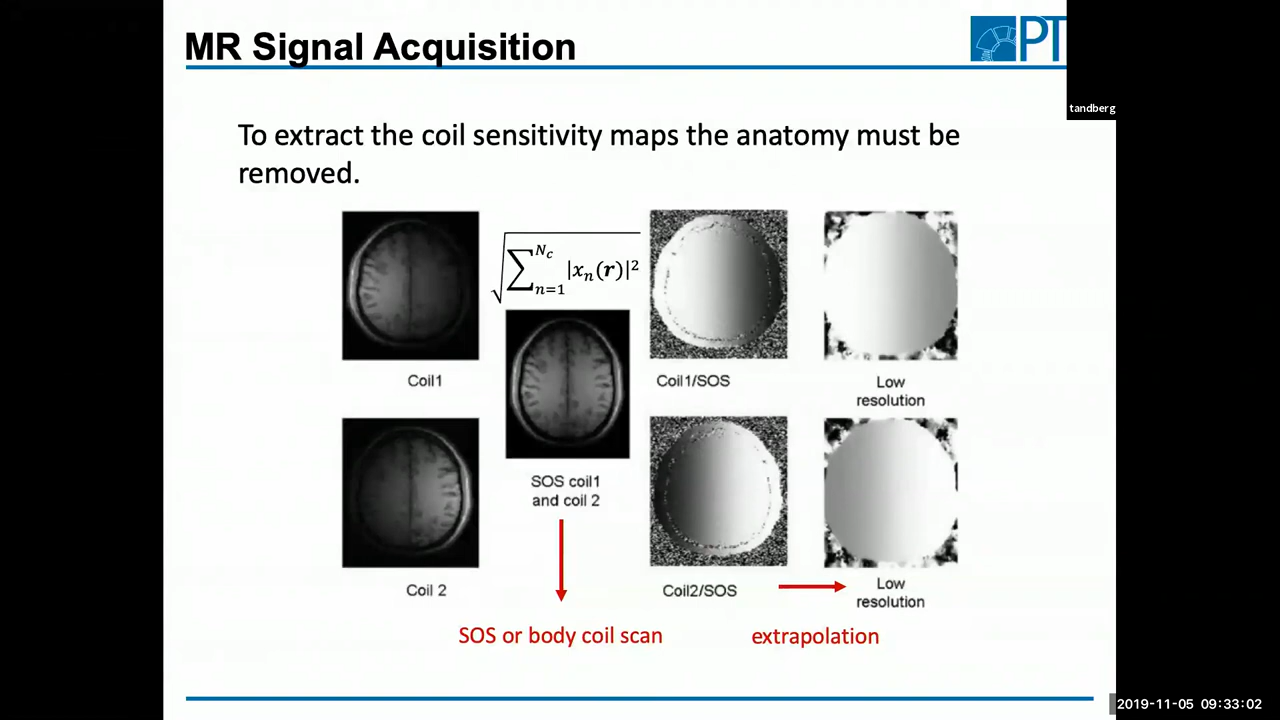 MR Signal Acquisition
PT
tandberg
To extract the coil sensitivity maps the anatomy must be
removed.
√∑ₙ₌₁^{N_c} |xₙ(r)|²
Coil1
Coil1/SOS
Low
resolution
SOS coil1
and coil 2
Coil 2
Coil2/SOS
Low
resolution
SOS or body coil scan
extrapolation
2019-11-05 09:33:02